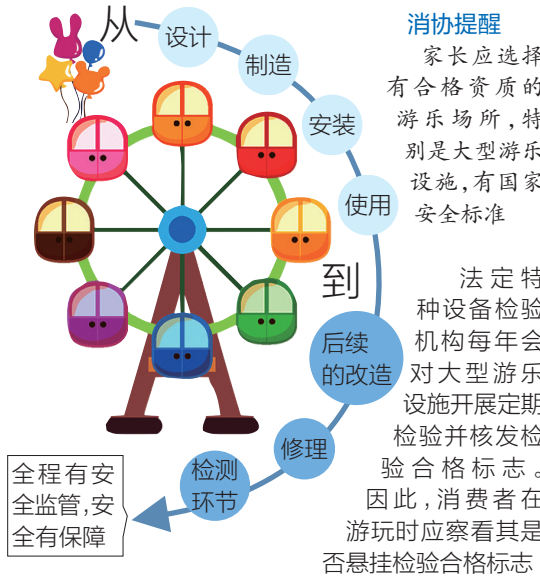 从
设计
制造
安装
使用
到
后续
的改造
修理
检测
环节
全程有安
全监管,安
全有保障
消协提醒
家长应选择
有合格资质的
游乐场所,特
别是大型游乐
设施,有国家
安全标准
法定特
种设备检验
机构每年会
对大型游乐
设施开展定期
检验并核发检
验合格标志。
因此,消费者在
游玩时应察看其是
否悬挂检验合格标志